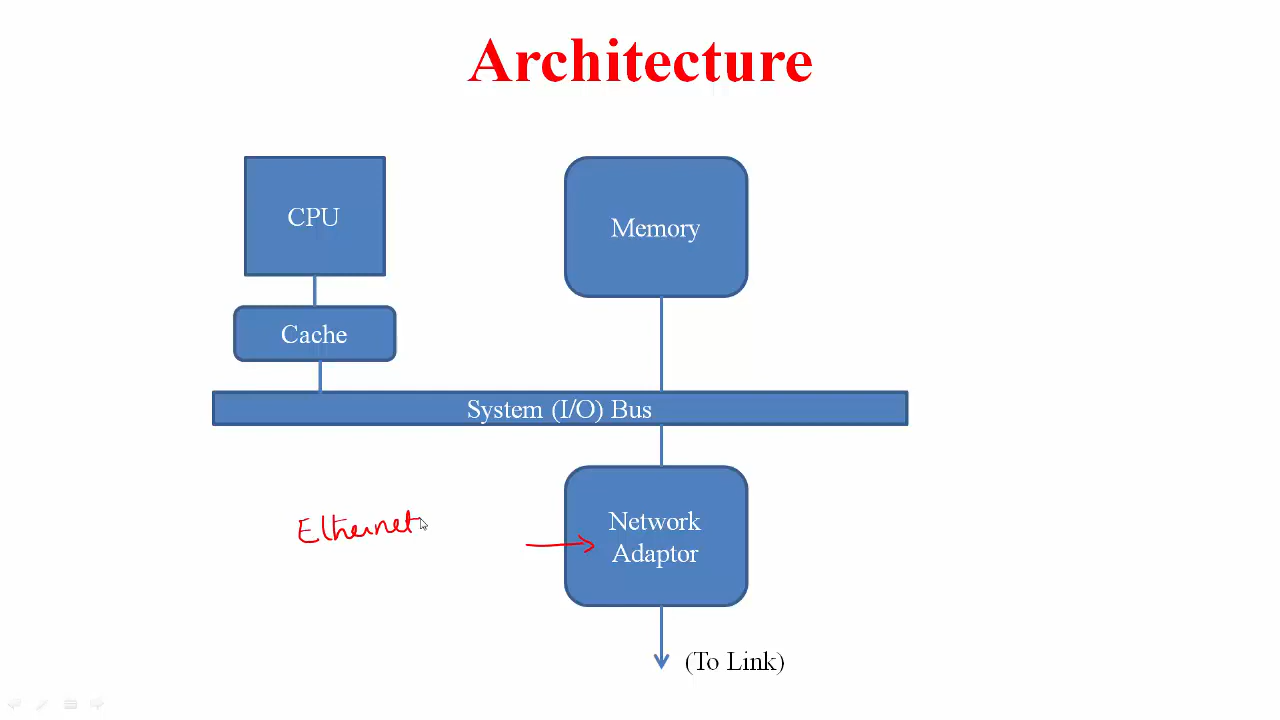 Architecture
CPU
Memory
Cache
System (I/O) Bus
Ethernet
Network
Adaptor
(To Link)